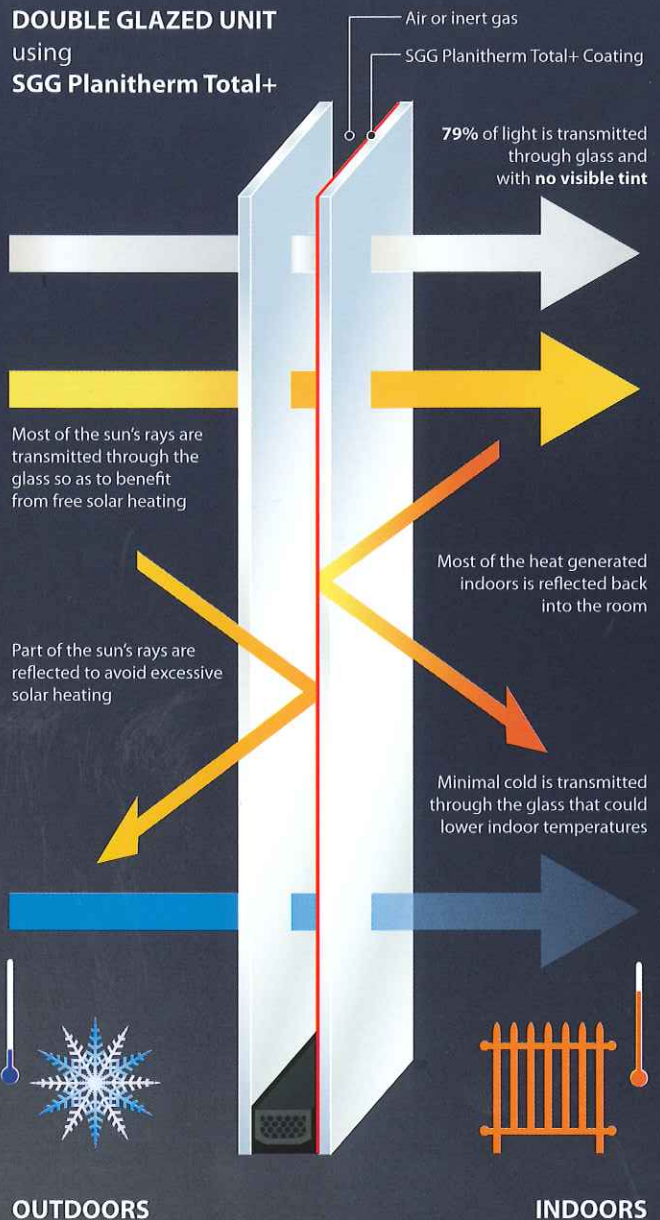 DOUBLE GLAZED UNIT
using
SGG Planitherm Total+
Air or inert gas
SGG Planitherm Total+ Coating
79% of light is transmitted
through glass and
with no visible tint
Most of the sun's rays are
transmitted through the
glass so as to benefit
from free solar heating
Most of the heat generated
indoors is reflected back
into the room
Part of the sun's rays are
reflected to avoid excessive
solar heating
Minimal cold is transmitted
through the glass that could
lower indoor temperatures
OUTDOORS
INDOORS